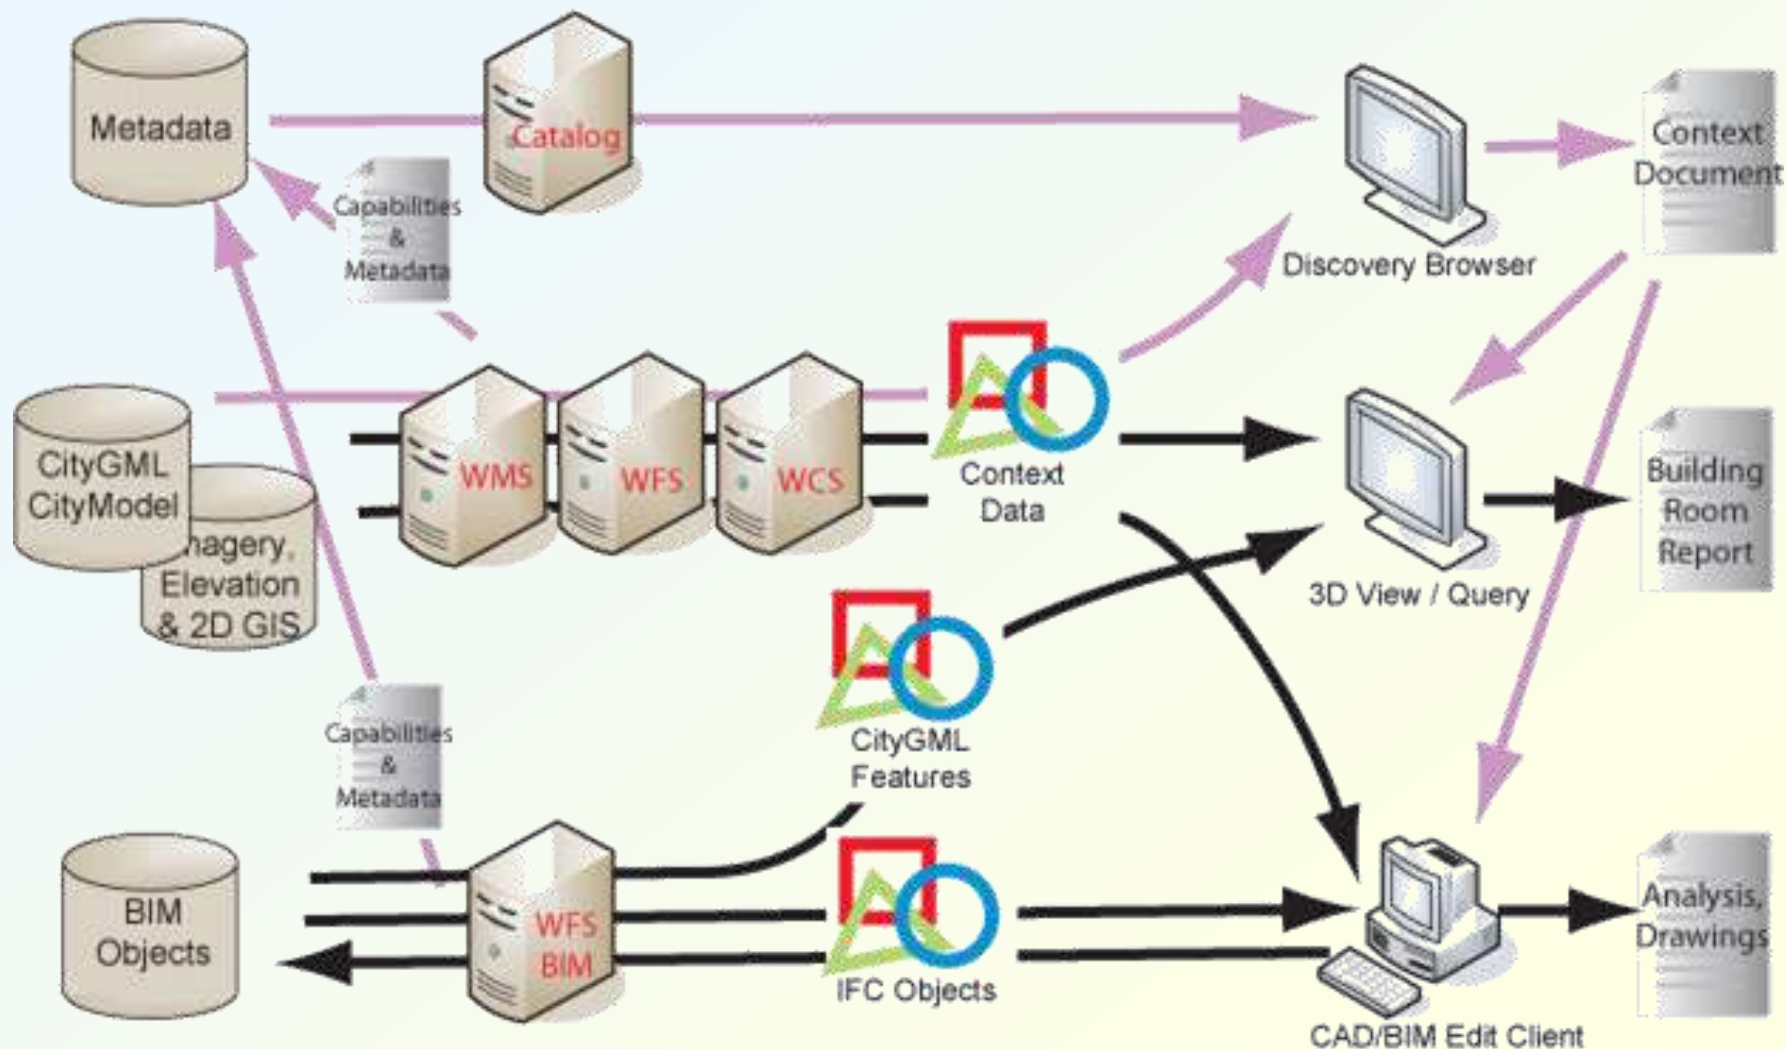 Metadata
Catalog
Capabilities
&
Metadata
Discovery Browser
Context
Document
CityGML
CityModel
Elevation
& 2D GIS
WMS
WFS
WCS
Context
Data
3D View / Query
Building
Room
Report
CityGML
Features
Capabilities
&
Metadata
BIM
Objects
WFS
BIM
IFC Objects
CAD/BIM Edit Client
Analysis,
Drawings